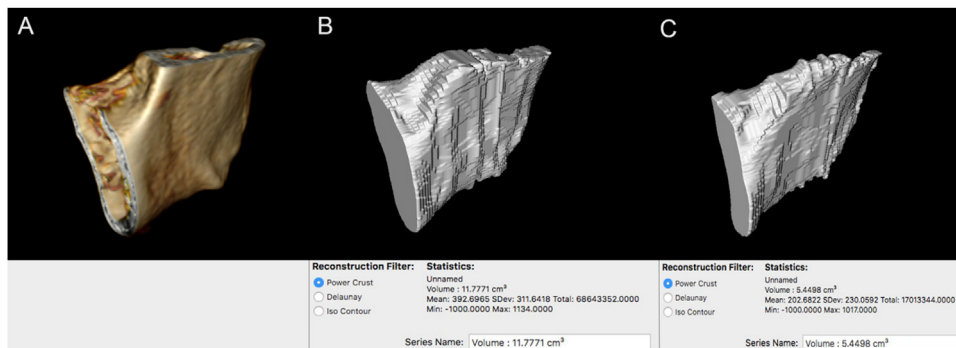 A
B
C
Reconstruction Filter:
Power Crust
Delaunay
Iso Contour
Statistics:
Unnamed
Volume : 11.7771 cm³
Mean: 392.6965 SDev: 311.6418 Total: 68643352.0000
Min: -1000.0000 Max: 1134.0000
Series Name: Volume : 11.7771 cm³
Reconstruction Filter:
Power Crust
Delaunay
Iso Contour
Statistics:
Unnamed
Volume : 5.4498 cm³
Mean: 202.6822 SDev: 230.0592 Total: 17013344.0000
Min: -1000.0000 Max: 1017.0000
Series Name: Volume : 5.4498 cm³